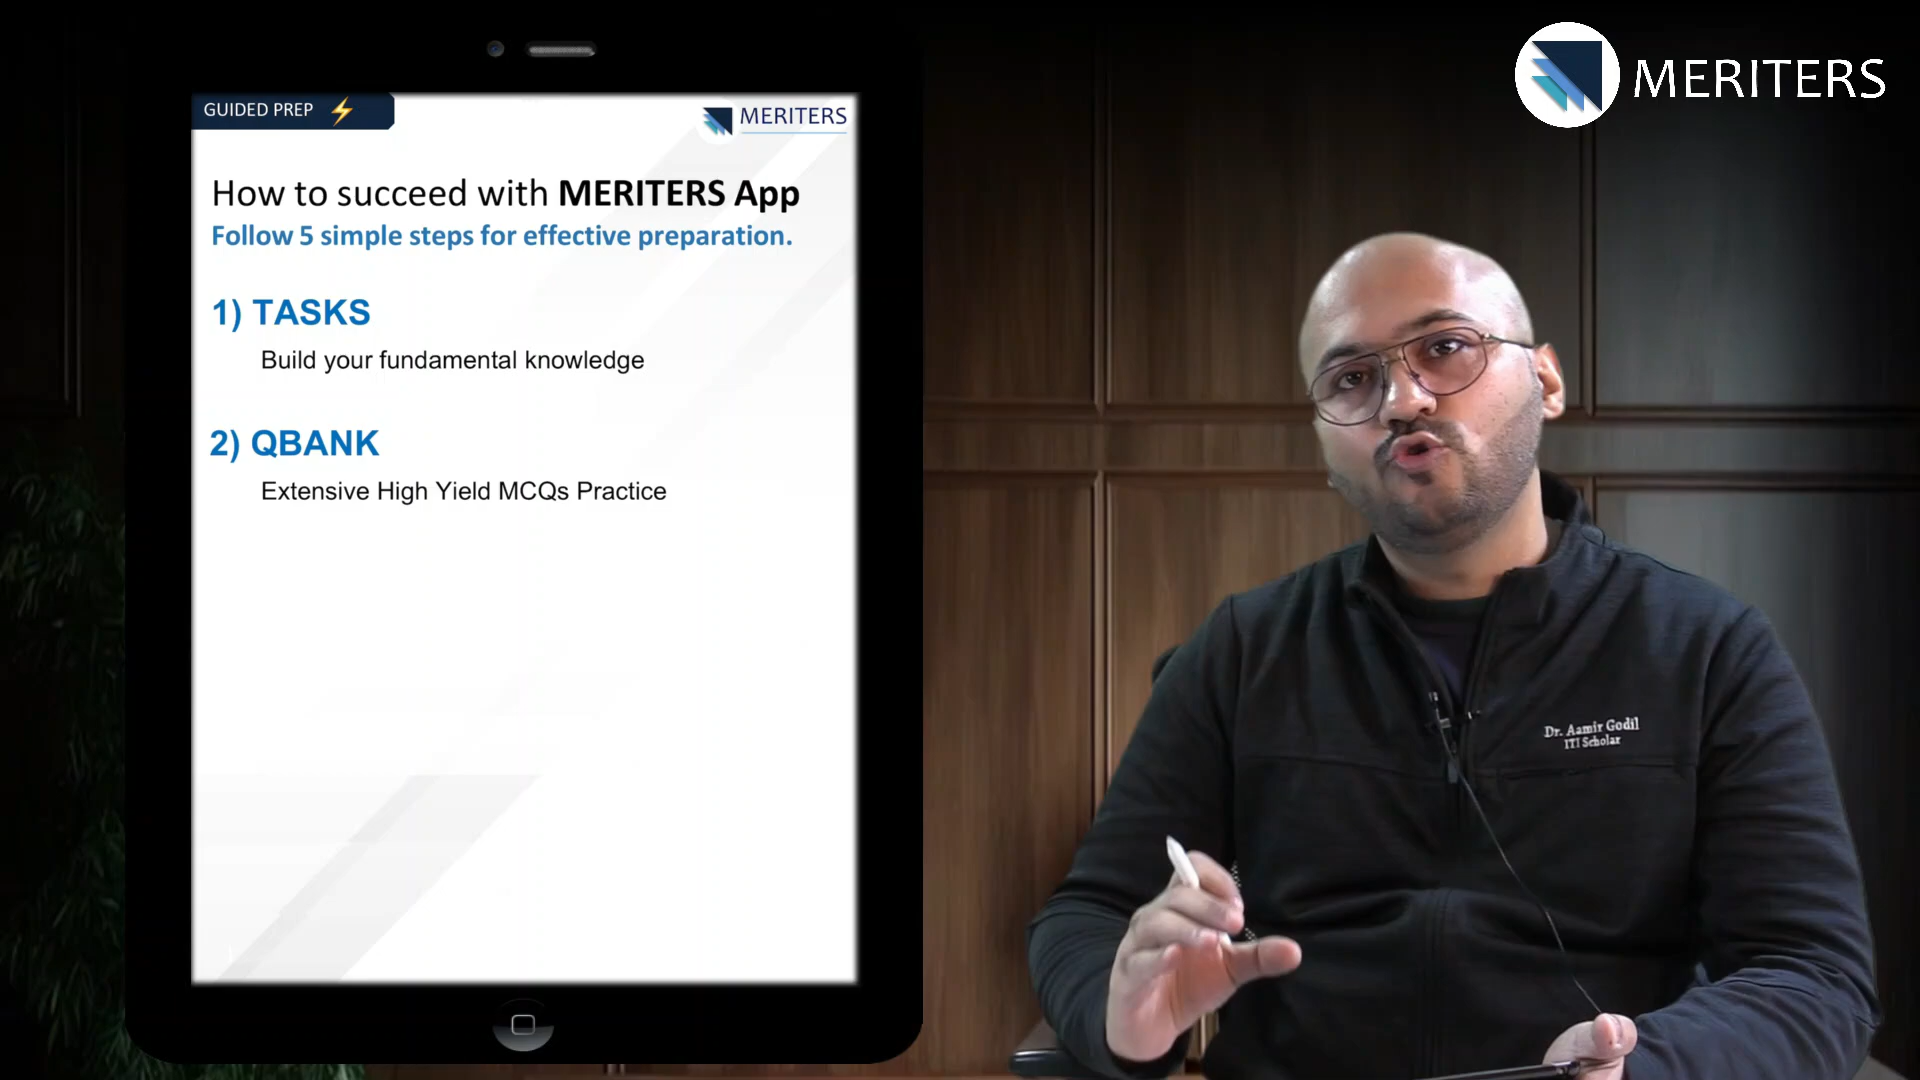 GUIDED PREP
MERITERS
How to succeed with MERITERS App
Follow 5 simple steps for effective preparation.
1) TASKS
Build your fundamental knowledge
2) QBANK
Extensive High Yield MCQs Practice
MERITERS
Dr. Aamir Godil
ITI Scholar